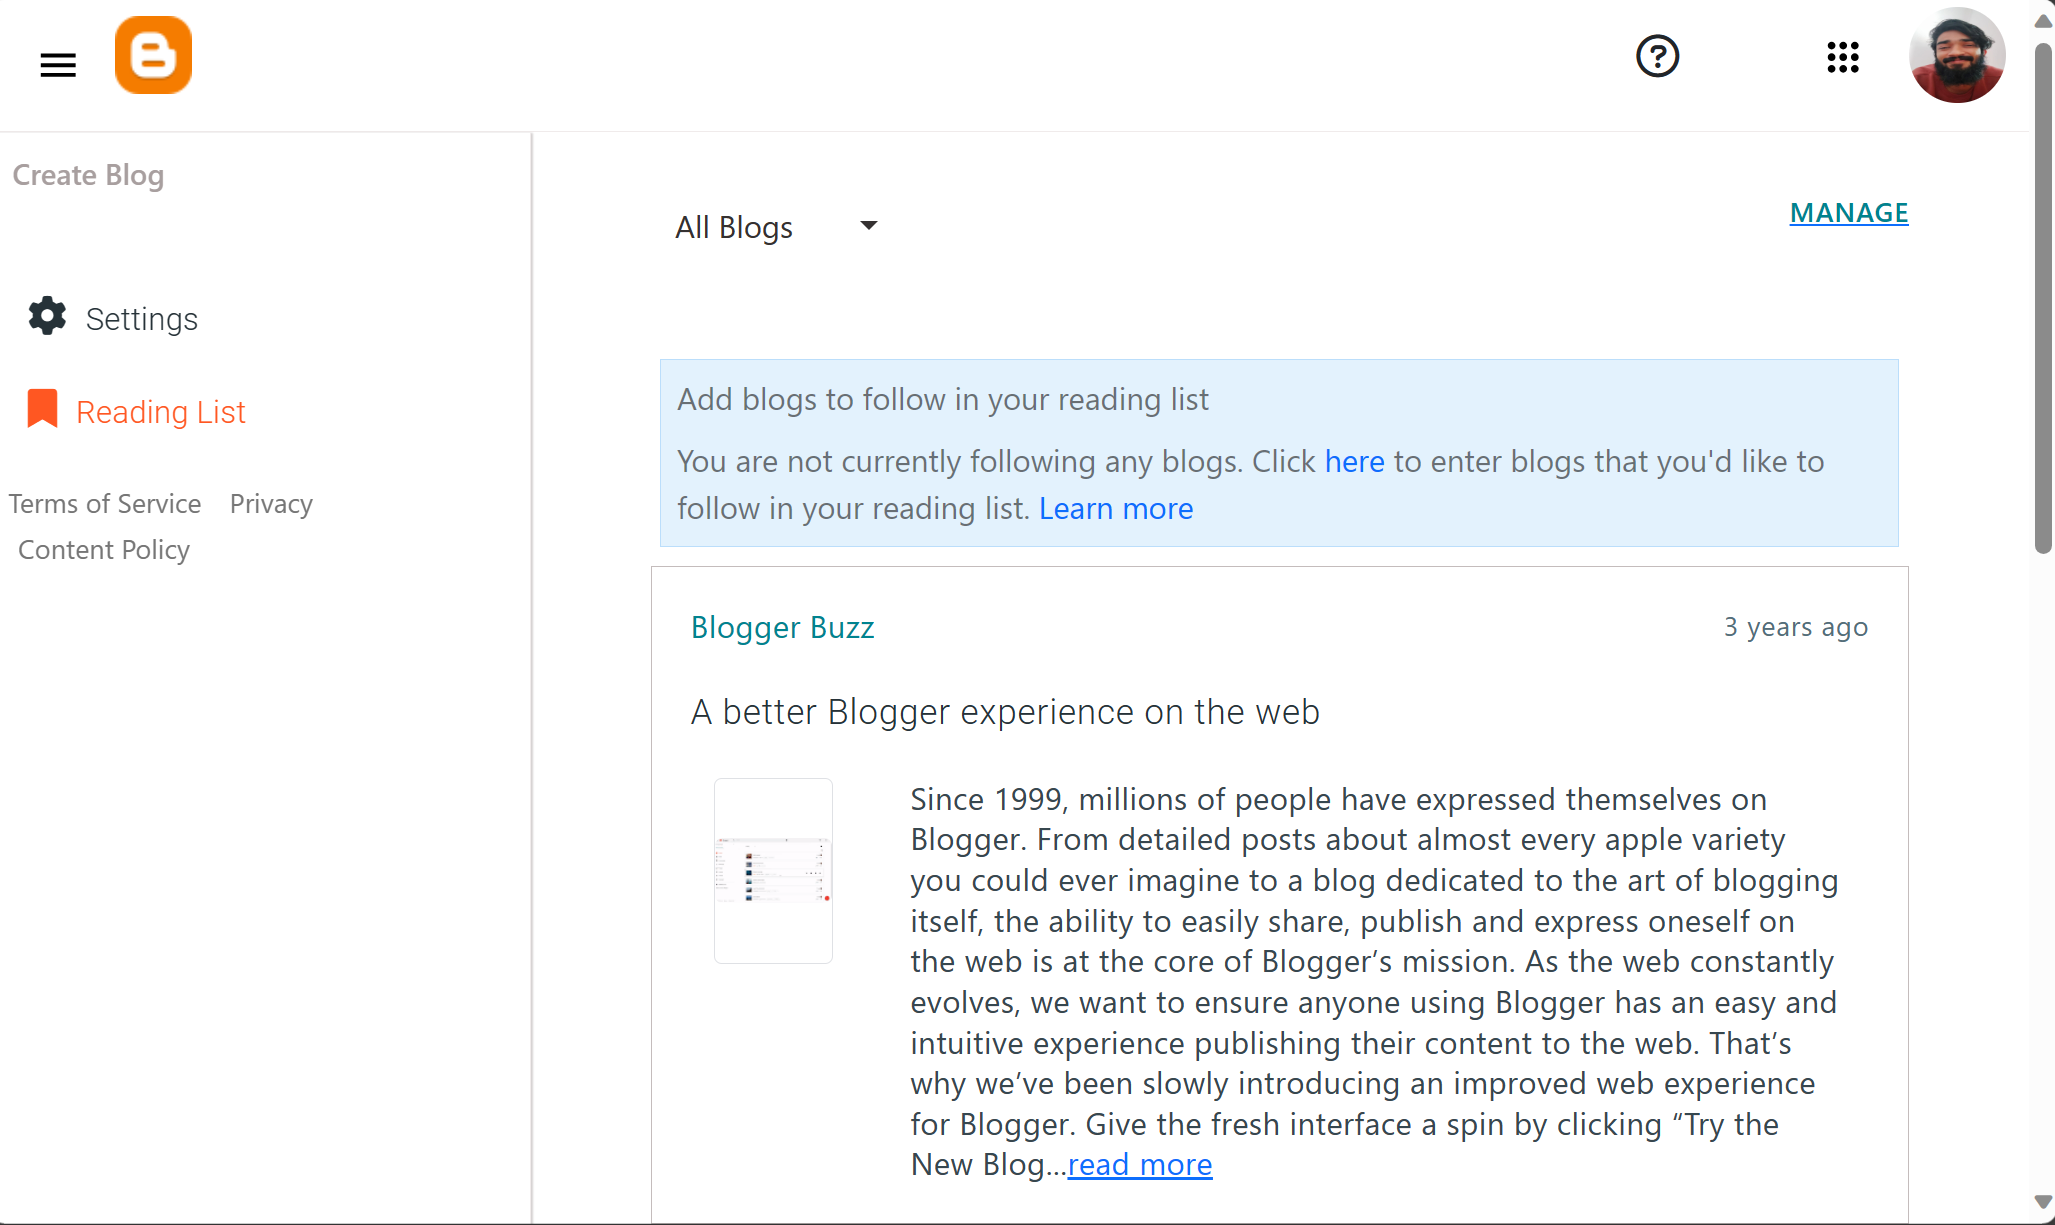 Create Blog
Settings
Reading List
Terms of Service Privacy
Content Policy
All Blogs
MANAGE
Add blogs to follow in your reading list
You are not currently following any blogs. Click here to enter blogs that you'd like to
follow in your reading list. Learn more
Blogger Buzz
3 years ago
A better Blogger experience on the web
Since 1999, millions of people have expressed themselves on
Blogger. From detailed posts about almost every apple variety
you could ever imagine to a blog dedicated to the art of blogging
itself, the ability to easily share, publish and express oneself on
the web is at the core of Blogger’s mission. As the web constantly
evolves, we want to ensure anyone using Blogger has an easy and
intuitive experience publishing their content to the web. That’s
why we’ve been slowly introducing an improved web experience
for Blogger. Give the fresh interface a spin by clicking “Try the
New Blog...read more